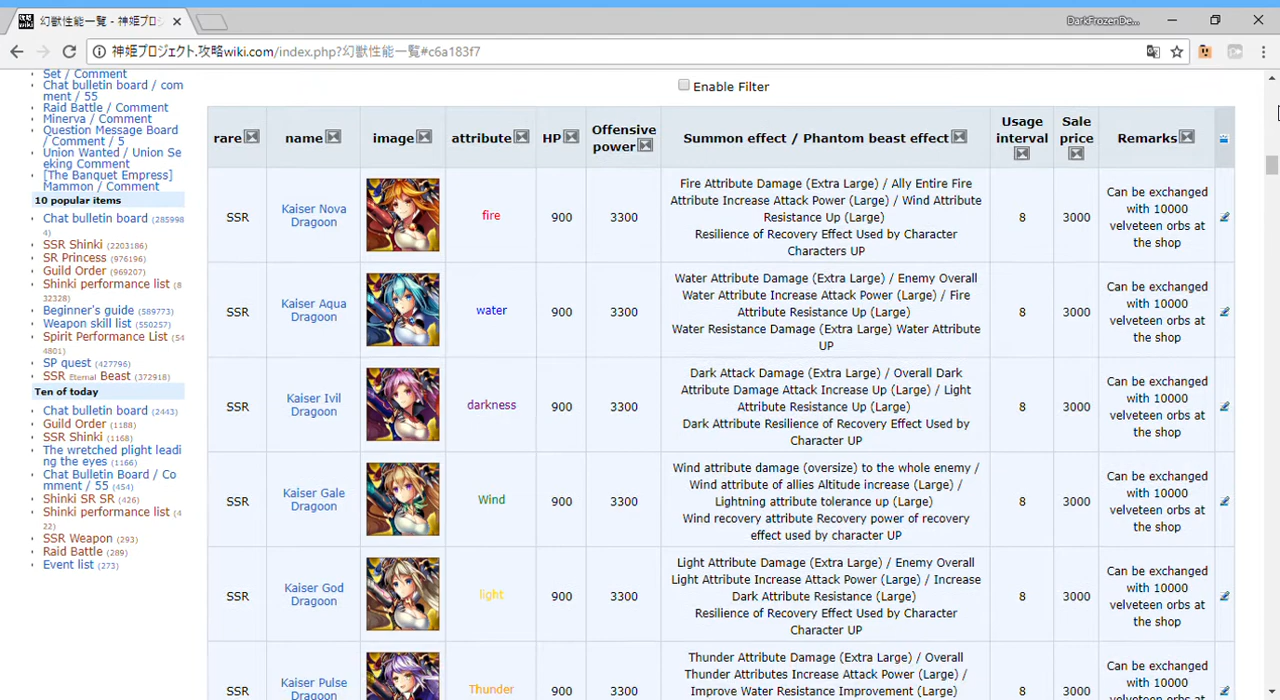 幻獣性能一覧 - 神姫プロジ
DarkFrozenDe...
神姫プロジェクト.攻略wiki.com/index.php?幻獣性能一覧#c6a183f7
Set / Comment
Chat bulletin board / com
ment / 55
Raid Battle / Comment
Minerva / Comment
Question Message Board
/ Comment / 5
Union Wanted / Union Se
eking Comment
[The Banquet Empress]
Mammon / Comment
10 popular items
Chat bulletin board (285998
4)
SSR Shinki (2203186)
SR Princess (976196)
Guild Order (969207)
Shinki performance list (8
32328)
Beginner's guide (589773)
Weapon skill list (550257)
Spirit Performance List (54
4801)
SP quest (427796)
SSR Eternal Beast (372918)
Ten of today
Chat bulletin board (2443)
Guild Order (1188)
SSR Shinki (1168)
The wretched plight leadi
ng the eyes (1166)
Chat Bulletin Board / Co
mment / 55 (454)
Shinki SR SR (426)
Shinki performance list (4
22)
SSR Weapon (293)
Raid Battle (289)
Event list (273)
Enable Filter
rare
name
image
attribute
HP
Offensive
power
Summon effect / Phantom beast effect
Usage
interval
Sale
price
Remarks
SSR
Kaiser Nova
Dragoon
fire
900
3300
Fire Attribute Damage (Extra Large) / Ally Entire Fire
Attribute Increase Attack Power (Large) / Wind Attribute
Resistance Up (Large)
Resilience of Recovery Effect Used by Character
Characters UP
8
3000
Can be exchanged
with 10000
velveteen orbs at
the shop
SSR
Kaiser Aqua
Dragoon
water
900
3300
Water Attribute Damage (Extra Large) / Enemy Overall
Water Attribute Increase Attack Power (Large) / Fire
Attribute Resistance Up (Large)
Water Resistance Damage (Extra Large) Water Attribute
UP
8
3000
Can be exchanged
with 10000
velveteen orbs at
the shop
SSR
Kaiser Ivil
Dragoon
darkness
900
3300
Dark Attack Damage (Extra Large) / Overall Dark
Attribute Damage Attack Increase Up (Large) / Light
Attribute Resistance Up (Large)
Dark Attribute Resilience of Recovery Effect Used by
Character UP
8
3000
Can be exchanged
with 10000
velveteen orbs at
the shop
SSR
Kaiser Gale
Dragoon
Wind
900
3300
Wind attribute damage (oversize) to the whole enemy /
Wind attribute of allies Altitude increase (Large) /
Lightning attribute tolerance up (Large)
Wind recovery attribute Recovery power of recovery
effect used by character UP
8
3000
Can be exchanged
with 10000
velveteen orbs at
the shop
SSR
Kaiser God
Dragoon
light
900
3300
Light Attribute Damage (Extra Large) / Enemy Overall
Light Attribute Increase Attack Power (Large) / Increase
Dark Attribute Resistance (Large)
Resilience of Recovery Effect Used by Character
Character UP
8
3000
Can be exchanged
with 10000
velveteen orbs at
the shop
SSR
Kaiser Pulse
Dragoon
Thunder
900
3300
Thunder Attribute Damage (Extra Large) / Overall
Thunder Attributes Increase Attack Power (Large) /
Improve Water Resistance Improvement (Large)
8
3000
Can be exchanged
with 10000